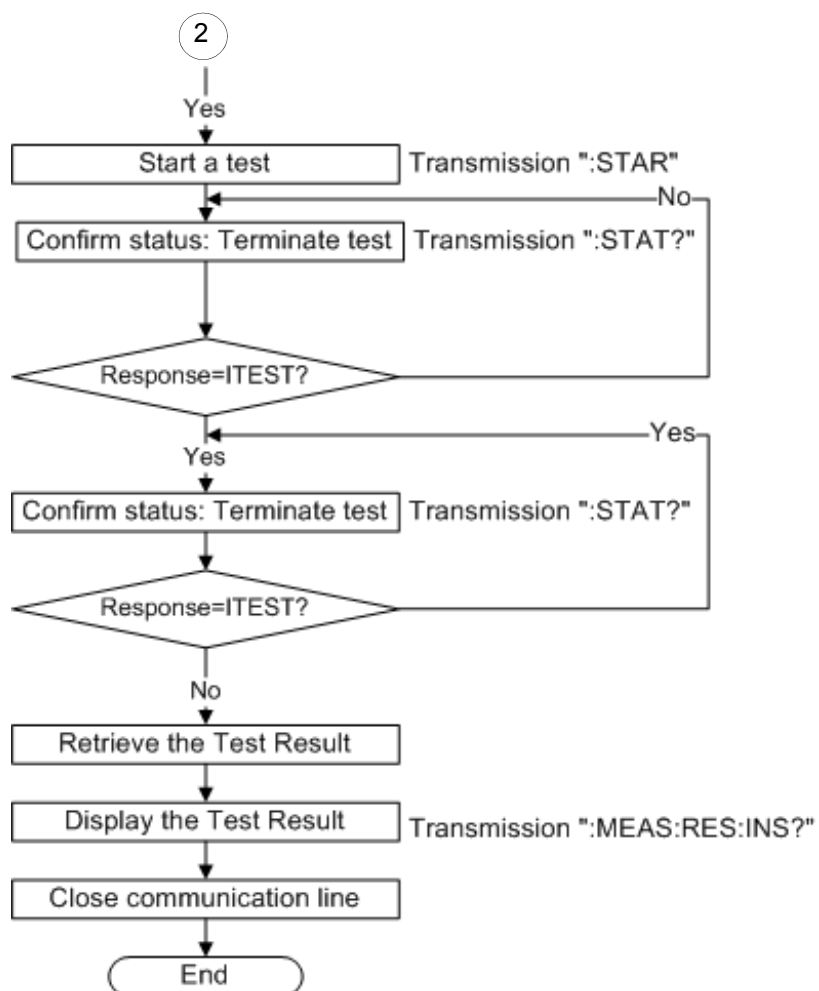 2
Yes
Start a test
Transmission ":STAR"
No
Confirm status: Terminate test
Transmission ":STAT?"
Response=ITEST?
Yes
Yes
Confirm status: Terminate test
Transmission ":STAT?"
Response=ITEST?
No
Retrieve the Test Result
Display the Test Result
Transmission ":MEAS:RES:INS?"
Close communication line
End